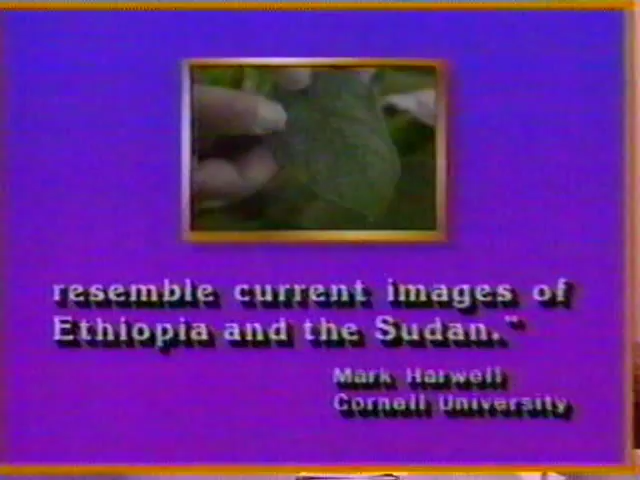 resemble current images of
Ethiopia and the Sudan."
Mark Harwell
Cornell University